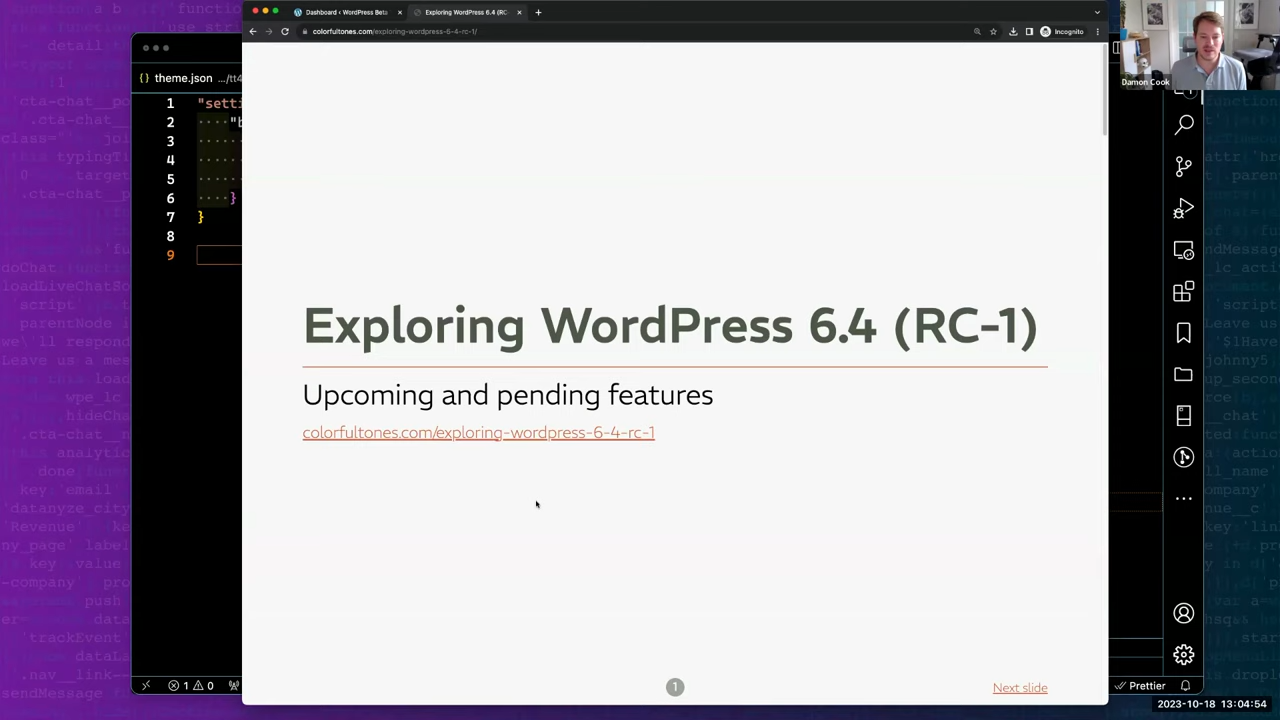 Dashboard ‹ WordPress Beta
Exploring WordPress 6.4 (RC-
colorfultones.com/exploring-wordpress-6-4-rc-1/
Incognito
Damon Cook
theme.json .../tt4
1 "setti
2 "b
3
4
5
6 }
7 }
8
9
Exploring WordPress 6.4 (RC-1)
Upcoming and pending features
colorfultones.com/exploring-wordpress-6-4-rc-1
1
Next slide
1 0
Prettier
2023-10-18 13:04:54